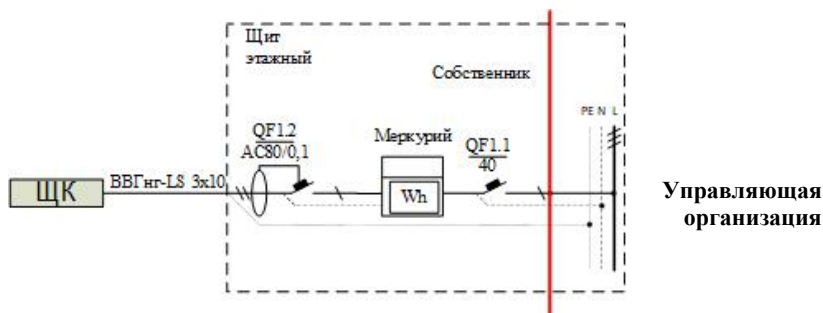 Щит
этажный
Собственник
PE N L
QF1.2
АС80/0,1
Меркурий
QF1.1
40
ВВГнг-LS 3х10
ЩК
Wh
Управляющая
организация